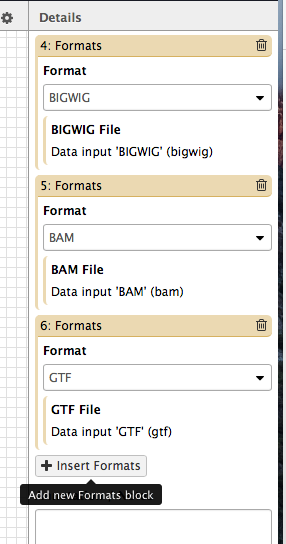 Details
4: Formats
Format
BIGWIG
BIGWIG File
Data input 'BIGWIG' (bigwig)
5: Formats
Format
BAM
BAM File
Data input 'BAM' (bam)
6: Formats
Format
GTF
GTF File
Data input 'GTF' (gtf)
Insert Formats
Add new Formats block